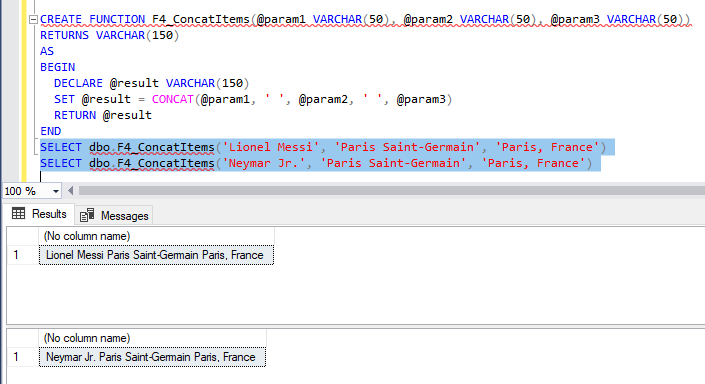 CREATE FUNCTION F4_ConcatItems(@param1 VARCHAR(50), @param2 VARCHAR(50), @param3 VARCHAR(50))
RETURNS VARCHAR(150)
AS
BEGIN
DECLARE @result VARCHAR(150)
SET @result = CONCAT(@param1, ' ', @param2, ' ', @param3)
RETURN @result
END
SELECT dbo.F4_ConcatItems('Lionel Messi', 'Paris Saint-Germain', 'Paris, France')
SELECT dbo.F4_ConcatItems('Neymar Jr.', 'Paris Saint-Germain', 'Paris, France')
100 %
Results Messages
(No column name)
1 Lionel Messi Paris Saint-Germain Paris, France
(No column name)
1 Neymar Jr. Paris Saint-Germain Paris, France